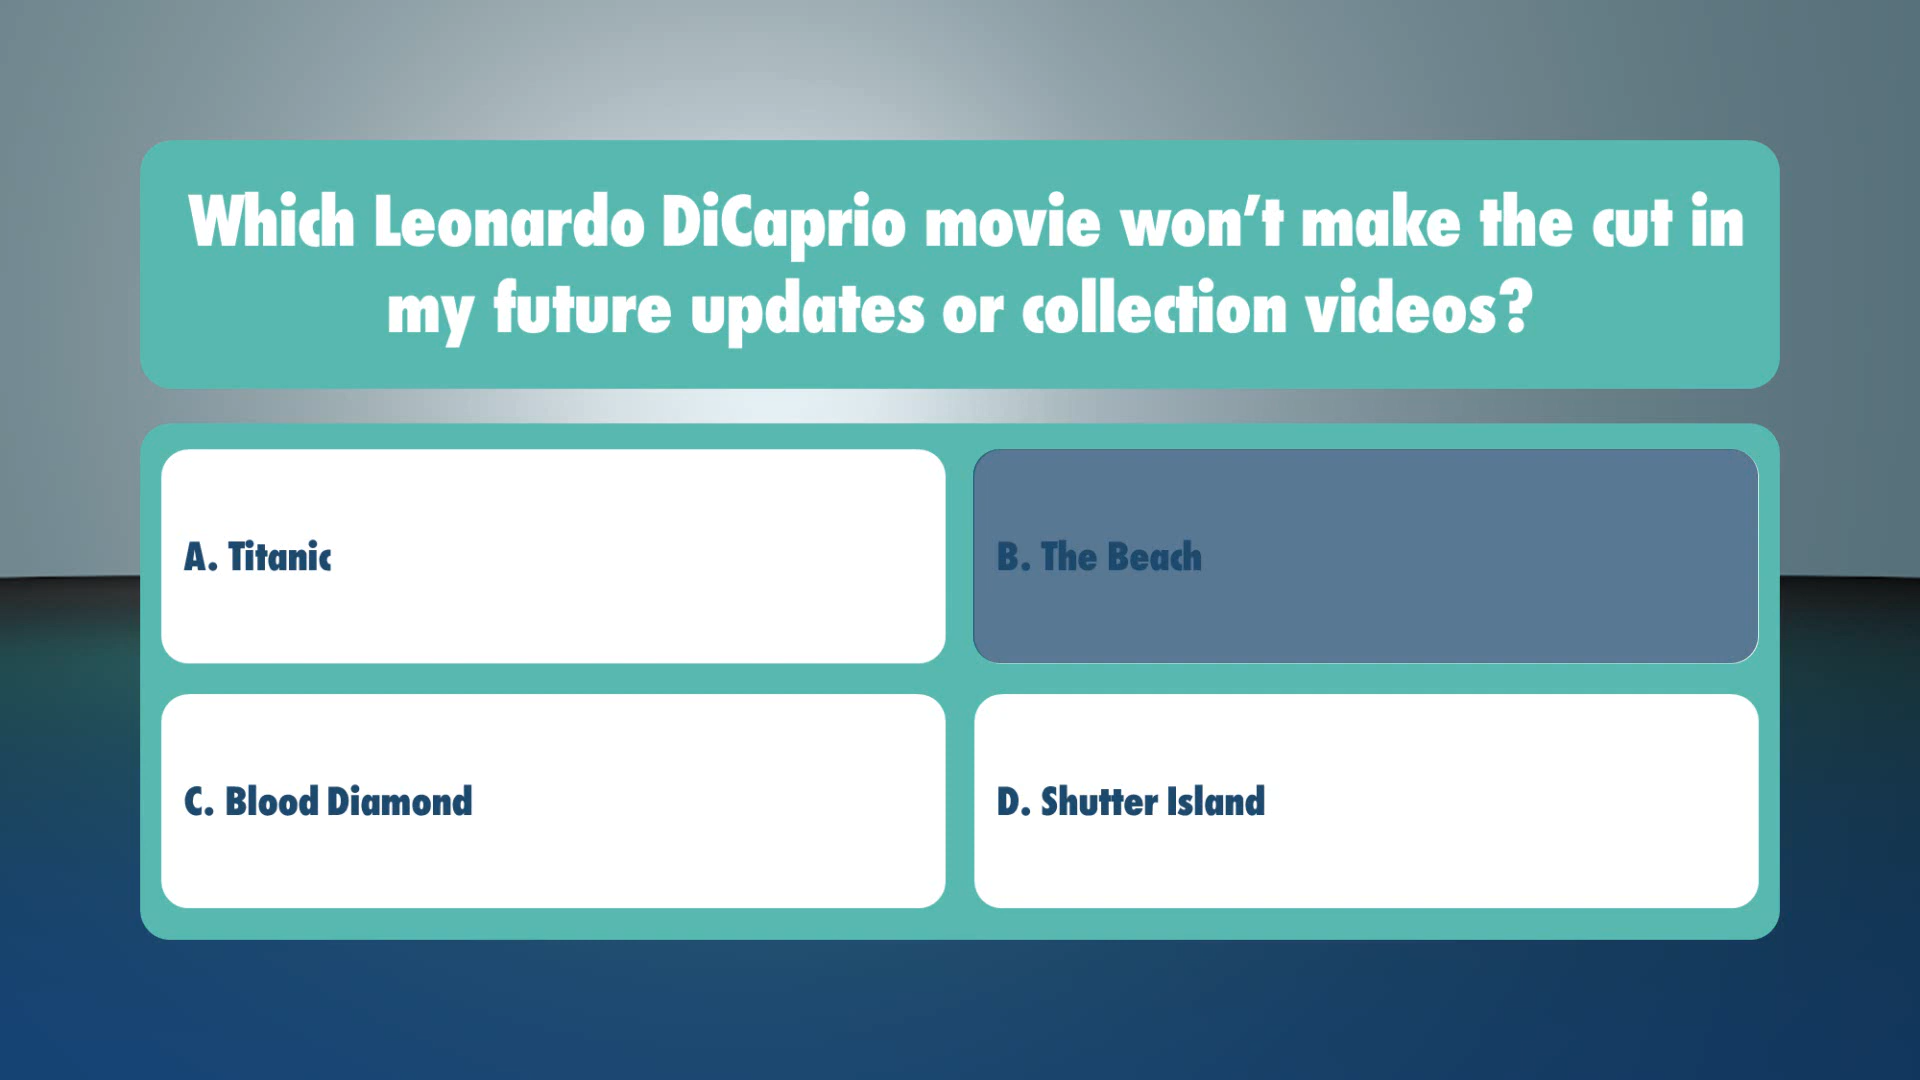 Which Leonardo DiCaprio movie won’t make the cut in
my future updates or collection videos?
A. Titanic
B. The Beach
C. Blood Diamond
D. Shutter Island